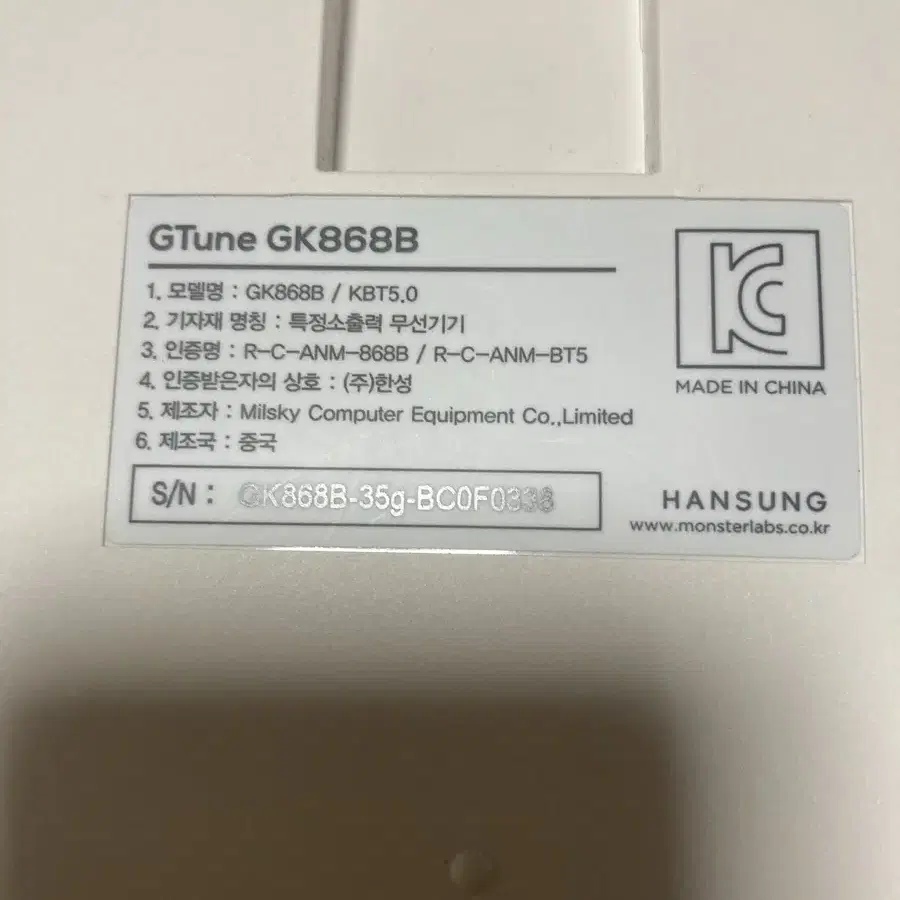 GTune GK868B
1. 모델명 : GK868B / KBT5.0
2. 기자재 명칭 : 특정소출력 무선기기
3. 인증명 : R-C-ANM-868B / R-C-ANM-BT5
4. 인증받은자의 상호 : (주)한성
5. 제조자 : Milsky Computer Equipment Co.,Limited
6. 제조국 : 중국
S/N : GK868B-35g-BC0F0338
KC
MADE IN CHINA
HANSUNG
www.monsterlabs.co.kr